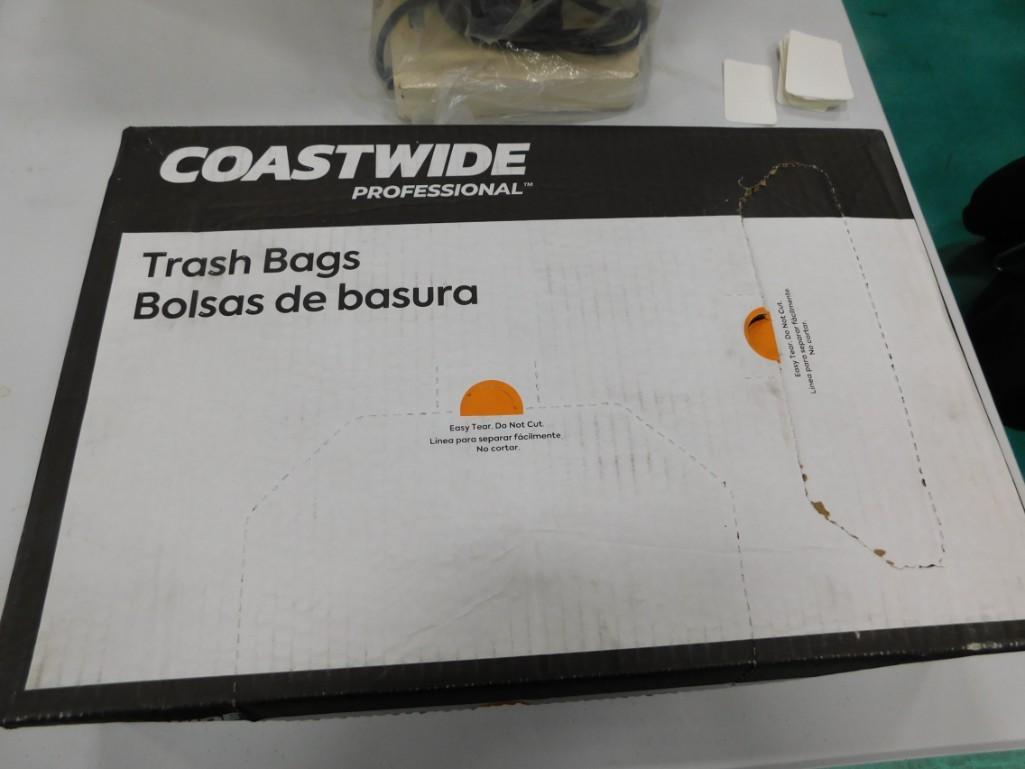 COASTWIDE
PROFESSIONAL™
Trash Bags
Bolsas de basura
Easy Tear. Do Not Cut.
Línea para separar fácilmente.
No cortar.
Easy Tear. Do Not Cut.
Línea para separar fácilmente.
No cortar.